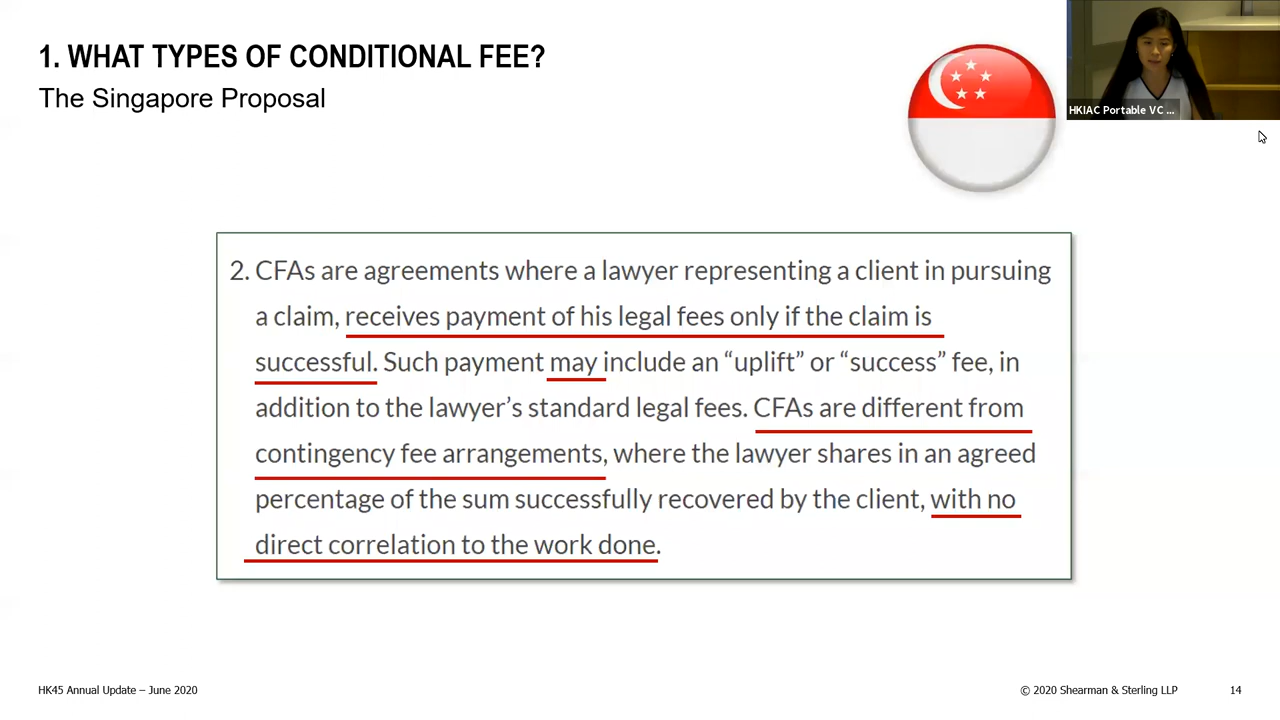 1. WHAT TYPES OF CONDITIONAL FEE?
The Singapore Proposal
HKIAC Portable VC ...
2. CFAs are agreements where a lawyer representing a client in pursuing
a claim, receives payment of his legal fees only if the claim is
successful. Such payment may include an “uplift” or “success” fee, in
addition to the lawyer’s standard legal fees. CFAs are different from
contingency fee arrangements, where the lawyer shares in an agreed
percentage of the sum successfully recovered by the client, with no
direct correlation to the work done.
HK45 Annual Update – June 2020
© 2020 Shearman & Sterling LLP
14